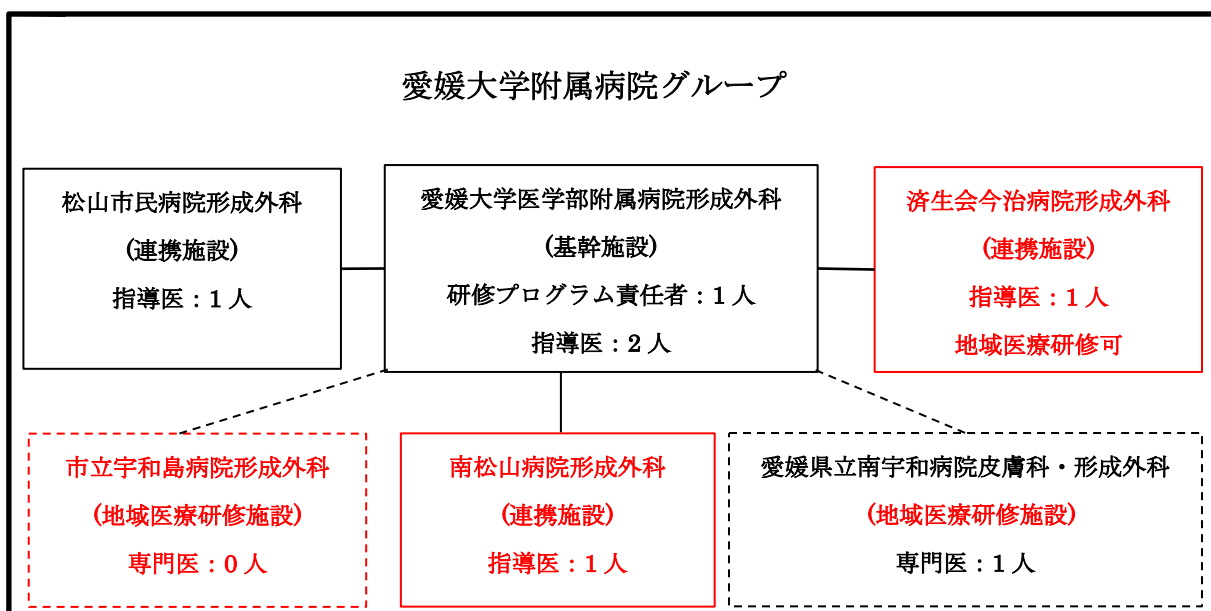 愛媛大学附属病院グループ
松山市民病院形成外科
(連携施設)
指導医：1人
愛媛大学医学部附属病院形成外科
(基幹施設)
研修プログラム責任者：1人
指導医：2人
済生会今治病院形成外科
(連携施設)
指導医：1人
地域医療研修可
市立宇和島病院形成外科
(地域医療研修施設)
専門医：0人
南松山病院形成外科
(連携施設)
指導医：1人
愛媛県立南宇和病院皮膚科・形成外科
(地域医療研修施設)
専門医：1人